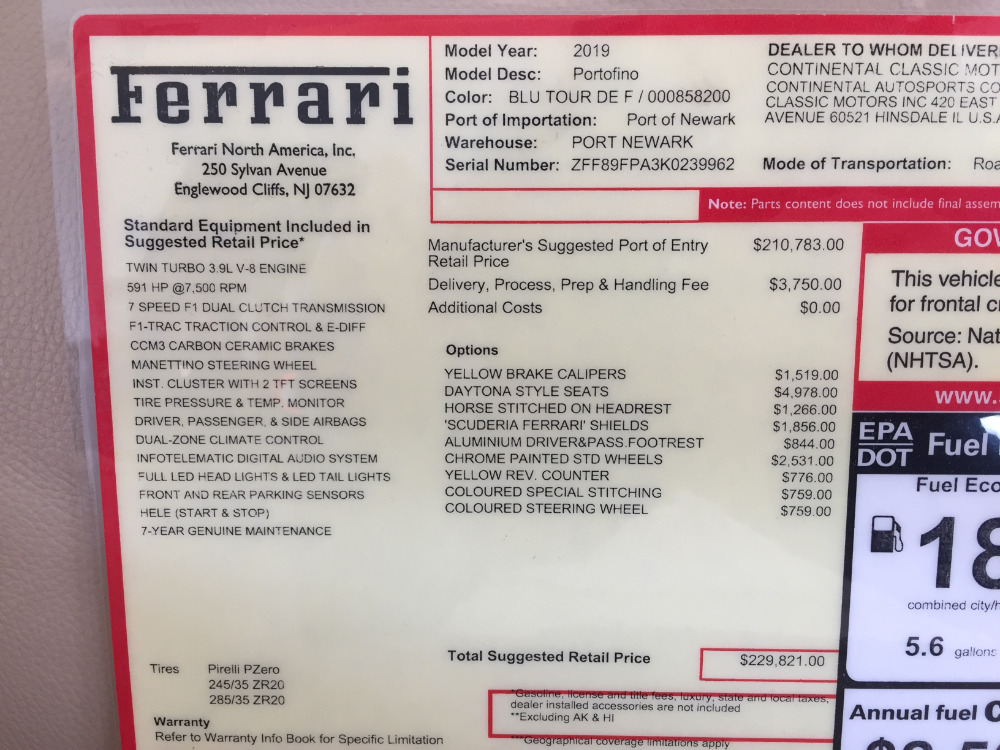 Ferrari
Ferrari North America, Inc.
250 Sylvan Avenue
Englewood Cliffs, NJ 07632
Model Year: 2019
Model Desc: Portofino
Color: BLU TOUR DE F / 000858200
Port of Importation: Port of Newark
Warehouse: PORT NEWARK
Serial Number: ZFF89FPA3K0239962
DEALER TO WHOM DELIVER
CONTINENTAL CLASSIC MOT
CONTINENTAL AUTOSPORTS CO
CLASSIC MOTORS INC 420 EAST
AVENUE 60521 HINSDALE IL U.S.A
Mode of Transportation: Roa
Note: Parts content does not include final assem
Standard Equipment Included in
Suggested Retail Price*
TWIN TURBO 3.9L V-8 ENGINE
591 HP @7,500 RPM
7 SPEED F1 DUAL CLUTCH TRANSMISSION
F1-TRAC TRACTION CONTROL & E-DIFF
CCM3 CARBON CERAMIC BRAKES
MANETTINO STEERING WHEEL
INST. CLUSTER WITH 2 TFT SCREENS
TIRE PRESSURE & TEMP. MONITOR
DRIVER, PASSENGER, & SIDE AIRBAGS
DUAL-ZONE CLIMATE CONTROL
INFOTELEMATIC DIGITAL AUDIO SYSTEM
FULL LED HEAD LIGHTS & LED TAIL LIGHTS
FRONT AND REAR PARKING SENSORS
HELE (START & STOP)
7-YEAR GENUINE MAINTENANCE
Tires Pirelli PZero
245/35 ZR20
285/35 ZR20
Warranty
Refer to Warranty Info Book for Specific Limitation
Manufacturer's Suggested Port of Entry $210,783.00
Retail Price
Delivery, Process, Prep & Handling Fee $3,750.00
Additional Costs $0.00
Options
YELLOW BRAKE CALIPERS $1,519.00
DAYTONA STYLE SEATS $4,978.00
HORSE STITCHED ON HEADREST $1,266.00
'SCUDERIA FERRARI' SHIELDS $1,856.00
ALUMINIUM DRIVER&PASS.FOOTREST $844.00
CHROME PAINTED STD WHEELS $2,531.00
YELLOW REV. COUNTER $776.00
COLOURED SPECIAL STITCHING $759.00
COLOURED STEERING WHEEL $759.00
Total Suggested Retail Price $229,821.00
*Gasoline, license and title fees, luxury, state and local taxes,
dealer installed accessories are not included
**Excluding AK & HI
***Geographical coverage limitations apply
GOV
This vehicle
for frontal cr
Source: Nat
(NHTSA).
www.
EPA
DOT
Fuel
Fuel Eco
18
combined city/h
5.6 gallons
Annual fuel